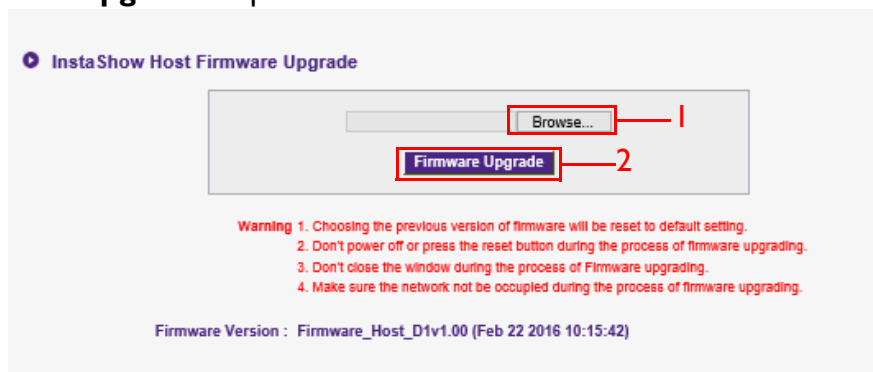 InstaShow Host Firmware Upgrade
Browse... 1
Firmware Upgrade 2
Warning 1. Choosing the previous version of firmware will be reset to default setting.
2. Don't power off or press the reset button during the process of firmware upgrading.
3. Don't close the window during the process of Firmware upgrading.
4. Make sure the network not be occupied during the process of firmware upgrading.
Firmware Version : Firmware_Host_D1v1.00 (Feb 22 2016 10:15:42)